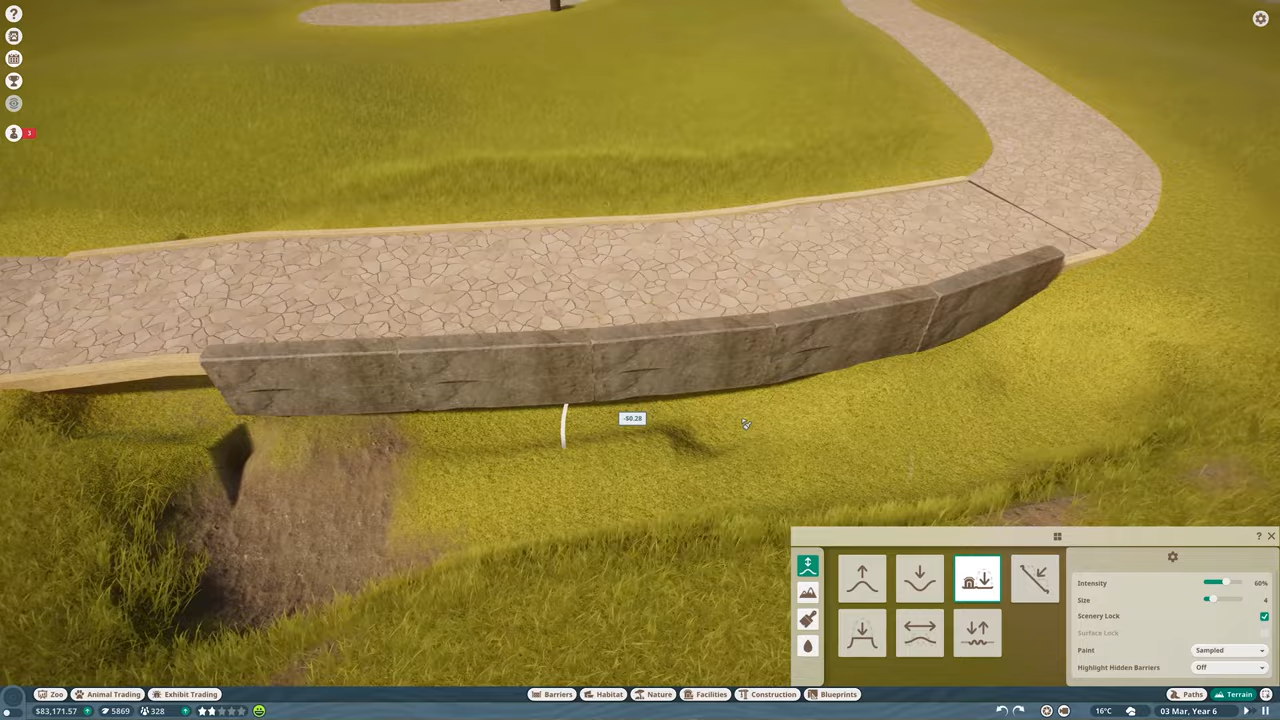 3
-$0.28
Intensity 60%
Size 4
Scenery Lock
Surface Lock
Paint Sampled
Highlight Hidden Barriers Off
Zoo Animal Trading Exhibit Trading Barriers Habitat Nature Facilities Construction Blueprints Paths Terrain
$83,171.57 5869 328 16°C 03 Mar, Year 6